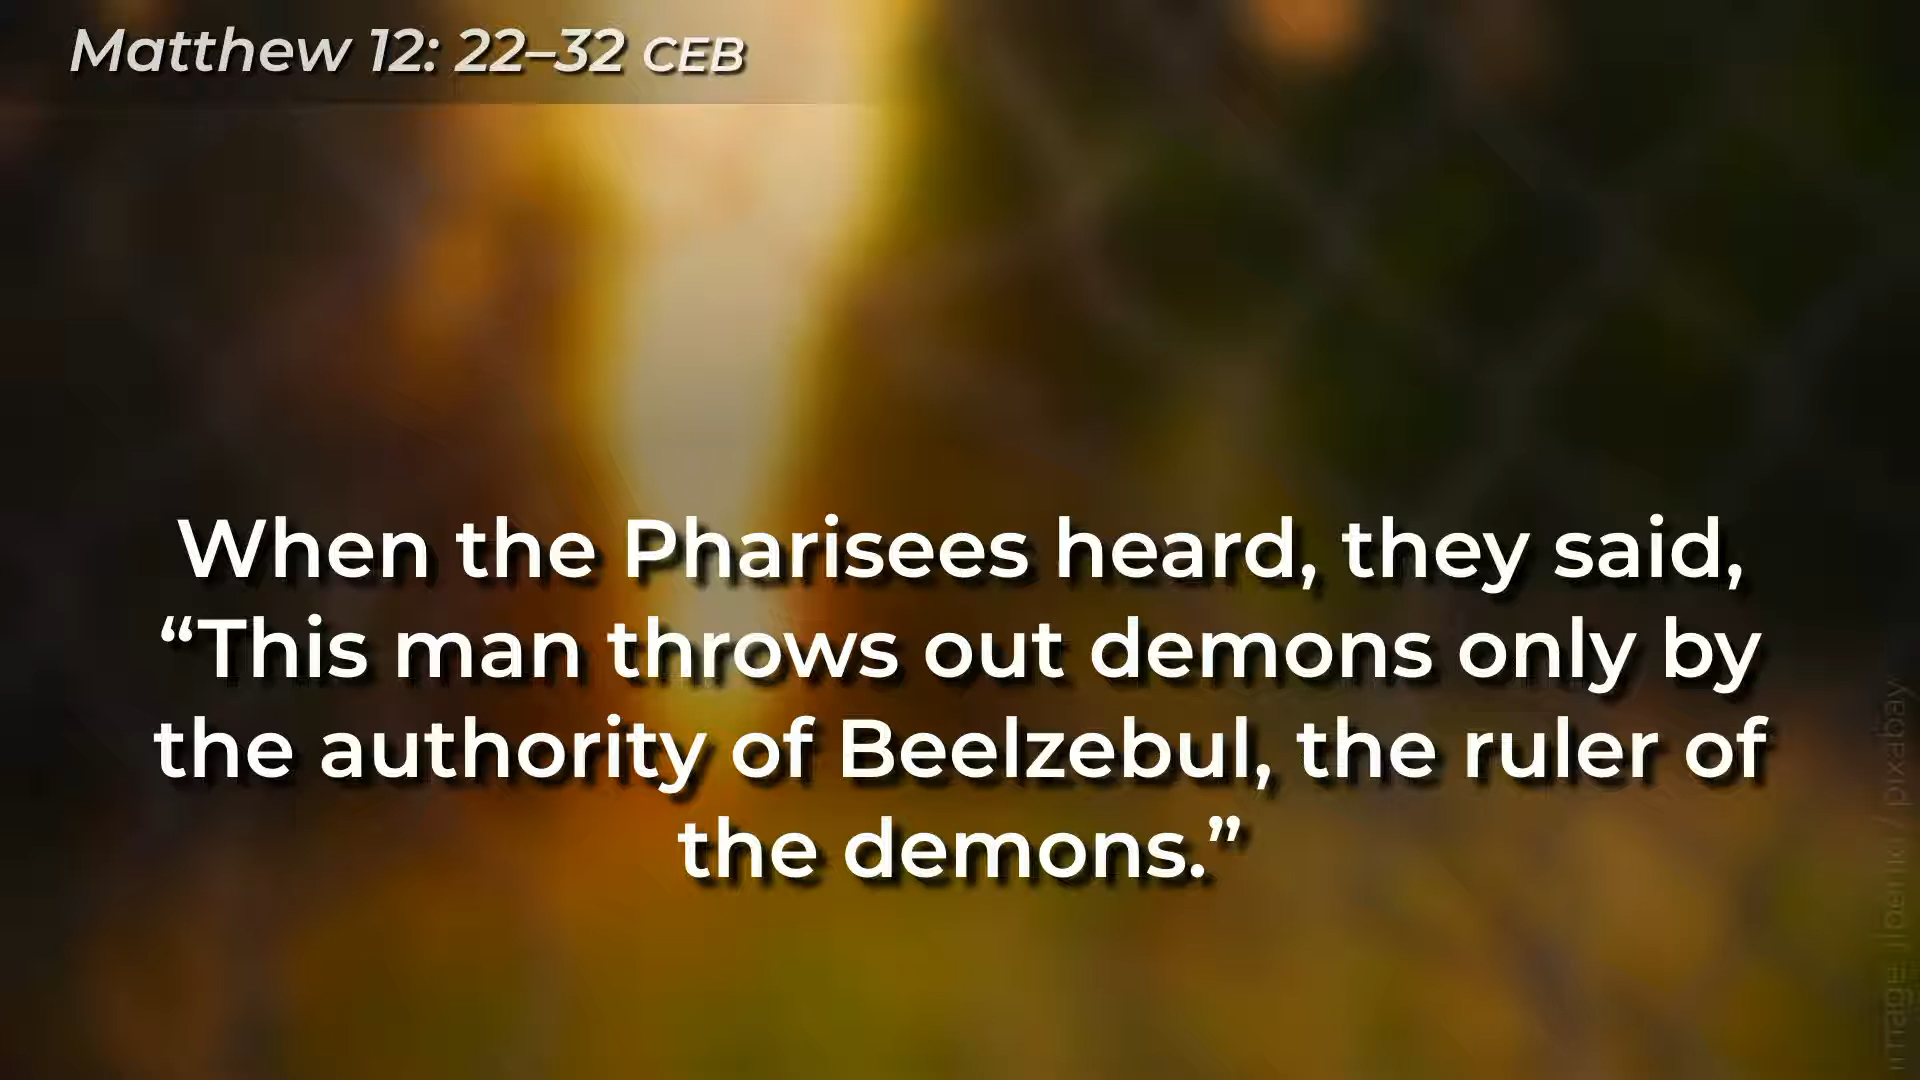 Matthew 12: 22–32 CEB
When the Pharisees heard, they said,
“This man throws out demons only by
the authority of Beelzebul, the ruler of
the demons.”
/ pixabay